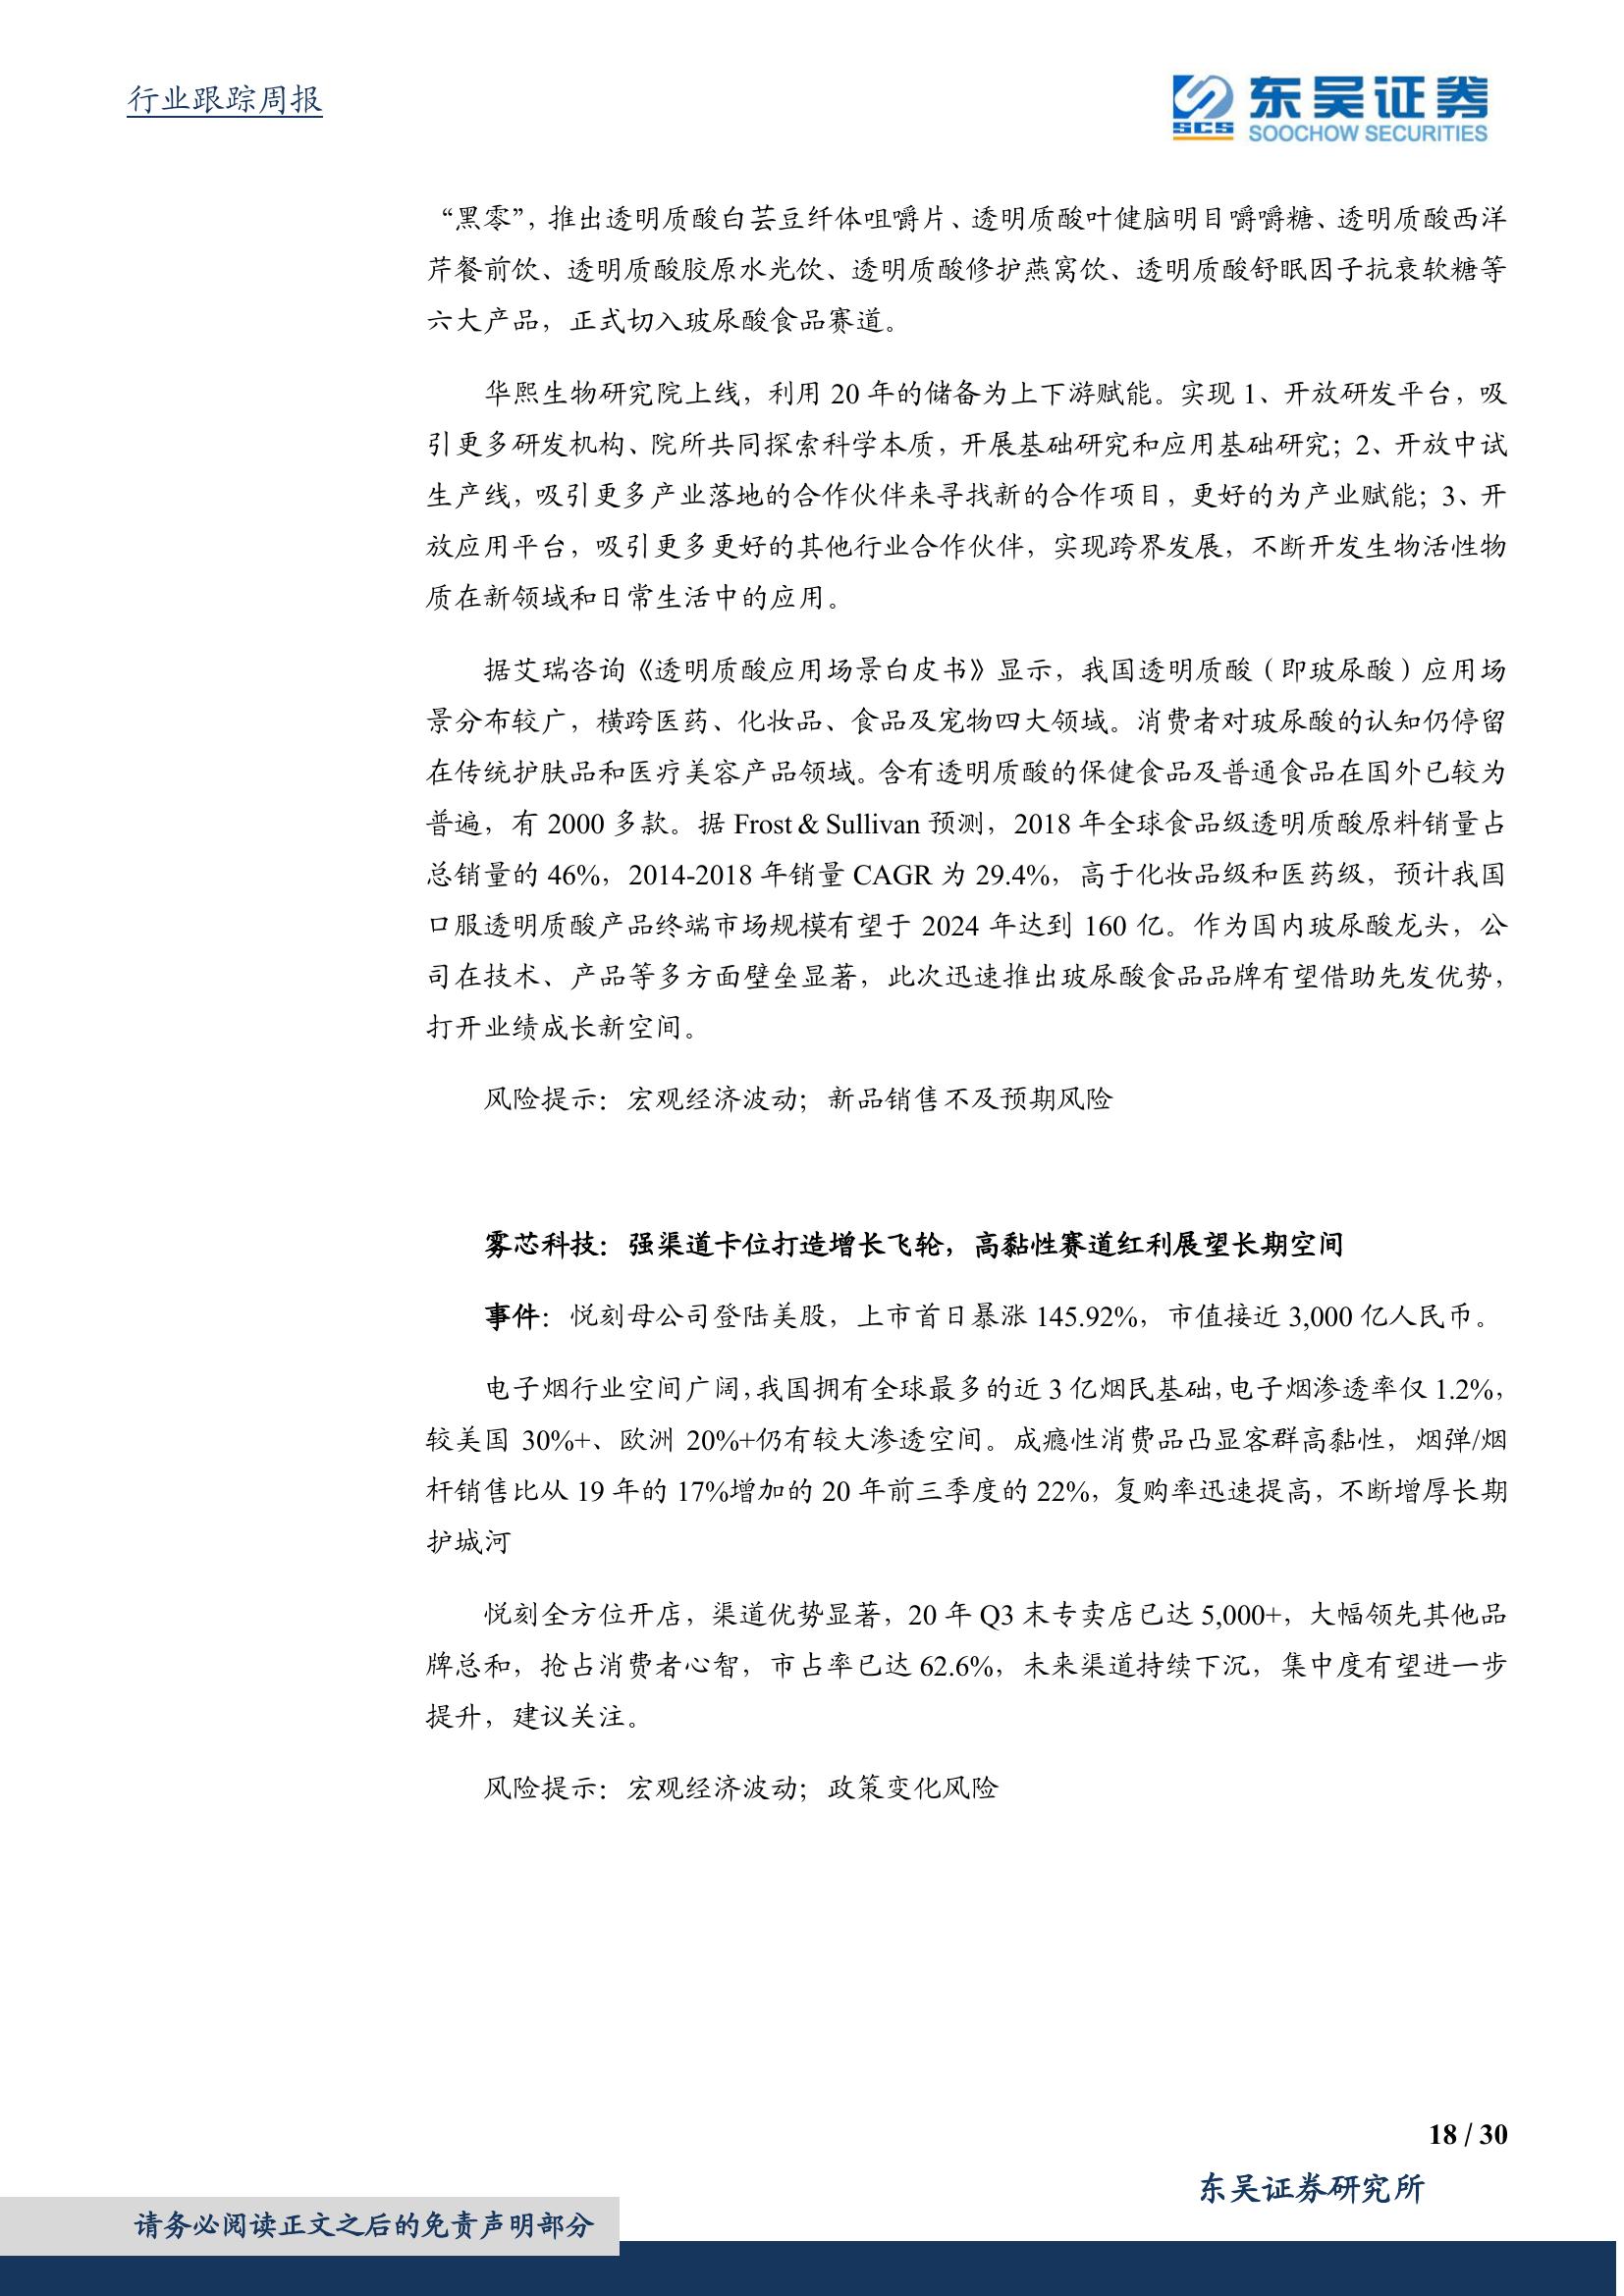 行业跟踪周报
东吴证券
SCS
SOOCHOW SECURITIES
“黑零”，推出透明质酸白芸豆纤体咀嚼片、透明质酸叶健脑明目嚼嚼糖、透明质酸西洋
芹餐前饮、透明质酸胶原水光饮、透明质酸修护燕窝饮、透明质酸舒眠因子抗衰软糖等
六大产品，正式切入玻尿酸食品赛道。
华熙生物研究院上线，利用 20 年的储备为上下游赋能。实现 1、开放研发平台，吸
引更多研发机构、院所共同探索科学本质，开展基础研究和应用基础研究；2、开放中试
生产线，吸引更多产业落地的合作伙伴来寻找新的合作项目，更好的为产业赋能；3、开
放应用平台，吸引更多更好的其他行业合作伙伴，实现跨界发展，不断开发生物活性物
质在新领域和日常生活中的应用。
据艾瑞咨询《透明质酸应用场景白皮书》显示，我国透明质酸（即玻尿酸）应用场
景分布较广，横跨医药、化妆品、食品及宠物四大领域。消费者对玻尿酸的认知仍停留
在传统护肤品和医疗美容产品领域。含有透明质酸的保健食品及普通食品在国外已较为
普遍，有 2000 多款。据 Frost & Sullivan 预测，2018 年全球食品级透明质酸原料销量占
总销量的 46%，2014-2018 年销量 CAGR 为 29.4%，高于化妆品级和医药级，预计我国
口服透明质酸产品终端市场规模有望于 2024 年达到 160 亿。作为国内玻尿酸龙头，公
司在技术、产品等多方面壁垒显著，此次迅速推出玻尿酸食品品牌有望借助先发优势，
打开业绩成长新空间。
风险提示：宏观经济波动；新品销售不及预期风险
雾芯科技：强渠道卡位打造增长飞轮，高黏性赛道红利展望长期空间
事件：悦刻母公司登陆美股，上市首日暴涨 145.92%，市值接近 3,000 亿人民币。
电子烟行业空间广阔，我国拥有全球最多的近 3 亿烟民基础，电子烟渗透率仅 1.2%，
较美国 30%+、欧洲 20%+仍有较大渗透空间。成瘾性消费品凸显客群高黏性，烟弹/烟
杆销售比从 19 年的 17%增加的 20 年前三季度的 22%，复购率迅速提高，不断增厚长期
护城河
悦刻全方位开店，渠道优势显著，20 年 Q3 末专卖店已达 5,000+，大幅领先其他品
牌总和，抢占消费者心智，市占率已达 62.6%，未来渠道持续下沉，集中度有望进一步
提升，建议关注。
风险提示：宏观经济波动；政策变化风险
18 / 30
东吴证券研究所
请务必阅读正文之后的免责声明部分